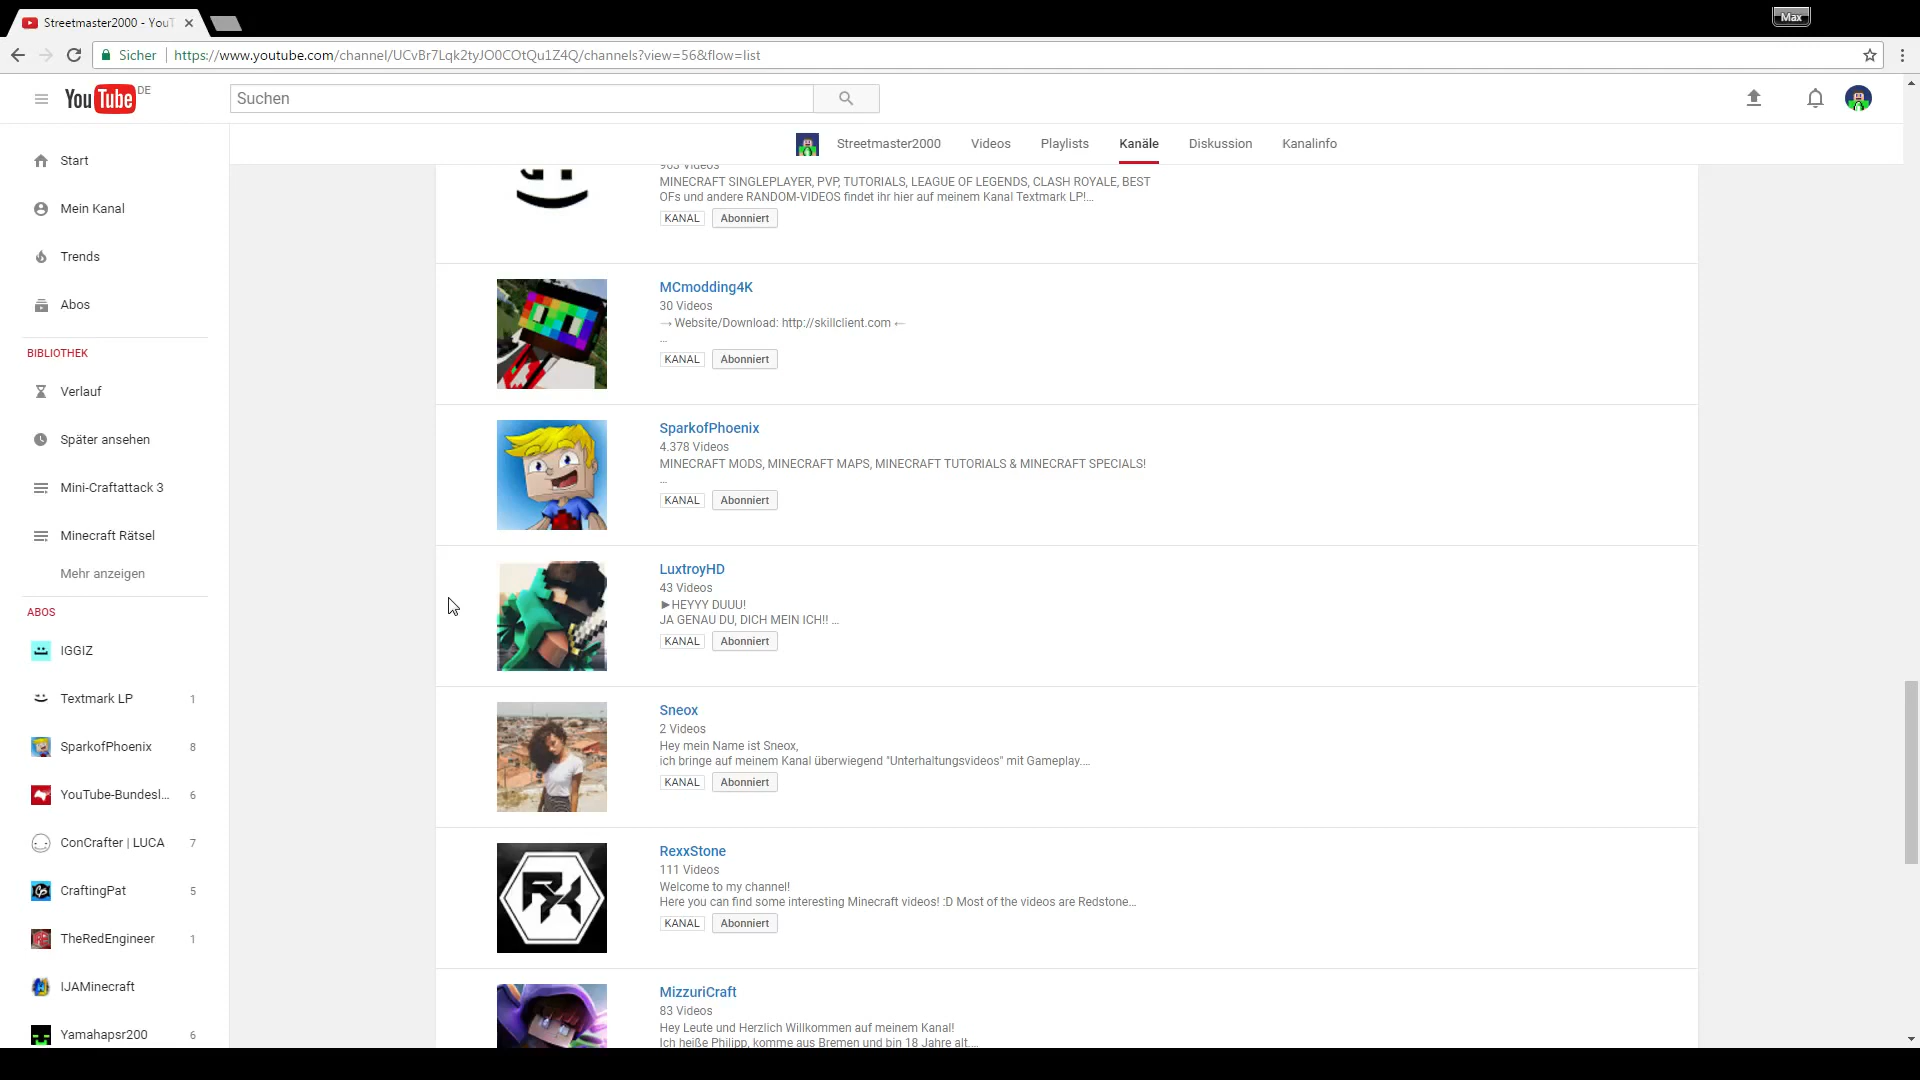 Streetmaster2000 - YouT
Max
Sicher
https://www.youtube.com/channel/UCvBr7Lqk2tyJO0COtQu1Z4Q/channels?view=56&flow=list
YouTube DE
Suchen
Streetmaster2000
Videos
Playlists
Kanäle
Diskussion
Kanalinfo
Start
Mein Kanal
Trends
Abos
BIBLIOTHEK
Verlauf
Später ansehen
Mini-Craftattack 3
Minecraft Rätsel
Mehr anzeigen
ABOS
IGGIZ
Textmark LP 1
SparkofPhoenix 8
YouTube-Bundesl... 6
ConCrafter | LUCA 7
CraftingPat 5
TheRedEngineer 1
IJAMinecraft
Yamahapsr200 6
963 Videos
MINECRAFT SINGLEPLAYER, PVP, TUTORIALS, LEAGUE OF LEGENDS, CLASH ROYALE, BEST
OFs und andere RANDOM-VIDEOS findet ihr hier auf meinem Kanal Textmark LP!...
KANAL Abonniert
MCmodding4K
30 Videos
→ Website/Download: http://skillclient.com ←
...
KANAL Abonniert
SparkofPhoenix
4.378 Videos
MINECRAFT MODS, MINECRAFT MAPS, MINECRAFT TUTORIALS & MINECRAFT SPECIALS!
...
KANAL Abonniert
LuxtroyHD
43 Videos
►HEYYY DUUU!
JA GENAU DU, DICH MEIN ICH!! ...
KANAL Abonniert
Sneox
2 Videos
Hey mein Name ist Sneox,
ich bringe auf meinem Kanal überwiegend "Unterhaltungsvideos" mit Gameplay....
KANAL Abonniert
RX
RexxStone
111 Videos
Welcome to my channel!
Here you can find some interesting Minecraft videos! :D Most of the videos are Redstone...
KANAL Abonniert
MizzuriCraft
83 Videos
Hey Leute und Herzlich Willkommen auf meinem Kanal!
Ich heiße Philipp, komme aus Bremen und bin 18 Jahre alt....